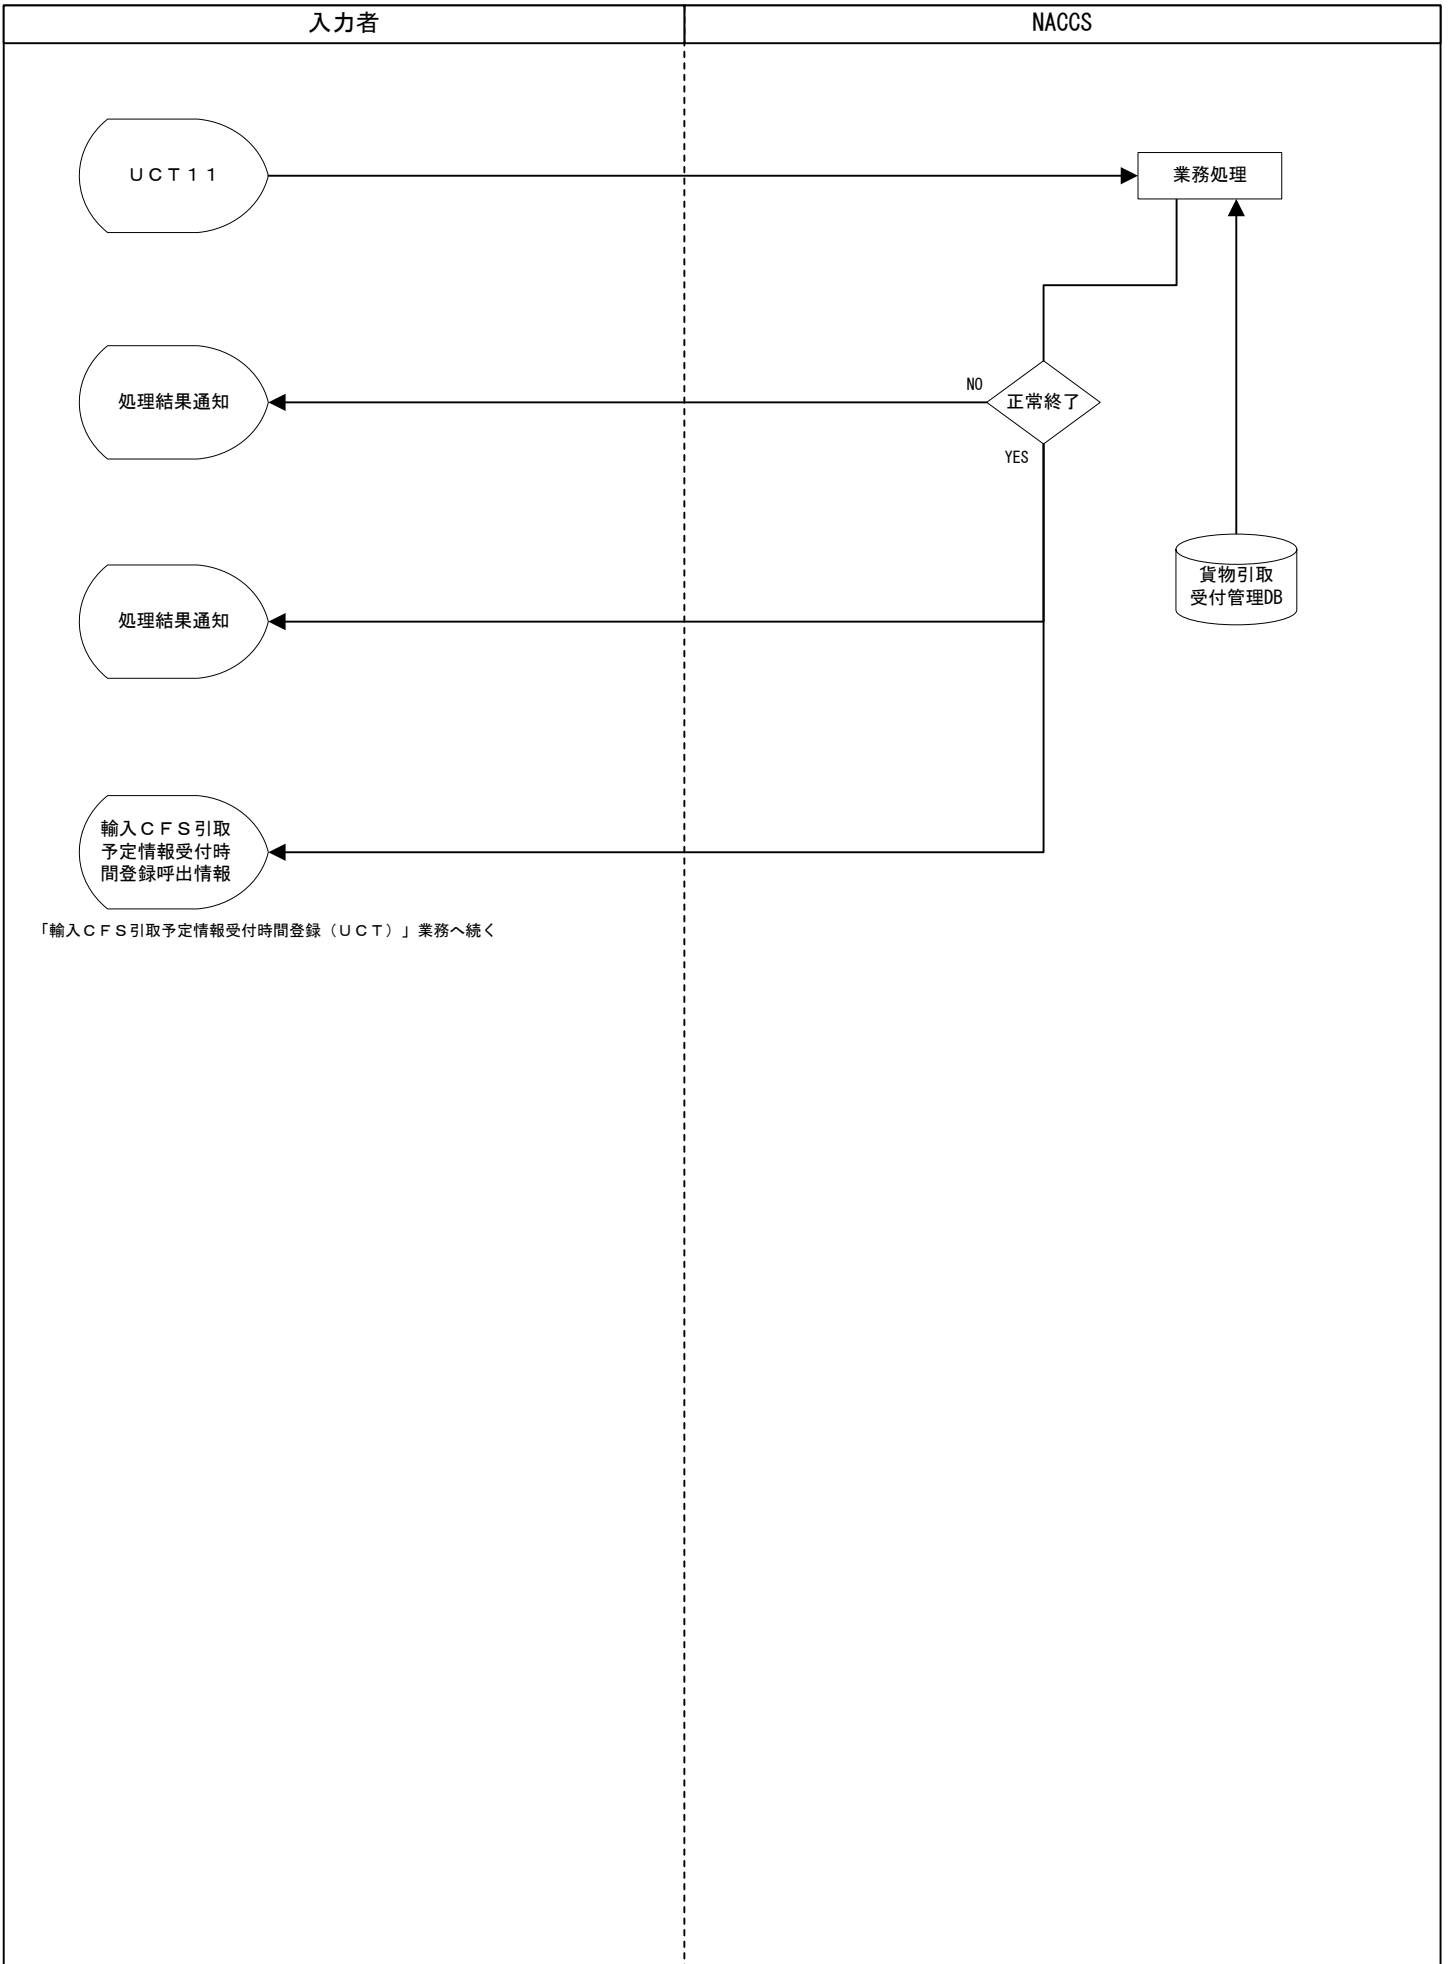 入力者
NACCS
ＵＣＴ１１
業務処理
処理結果通知
NO
正常終了
YES
貨物引取
受付管理DB
処理結果通知
輸入ＣＦＳ引取
予定情報受付時
間登録呼出情報
「輸入ＣＦＳ引取予定情報受付時間登録（ＵＣＴ）」業務へ続く